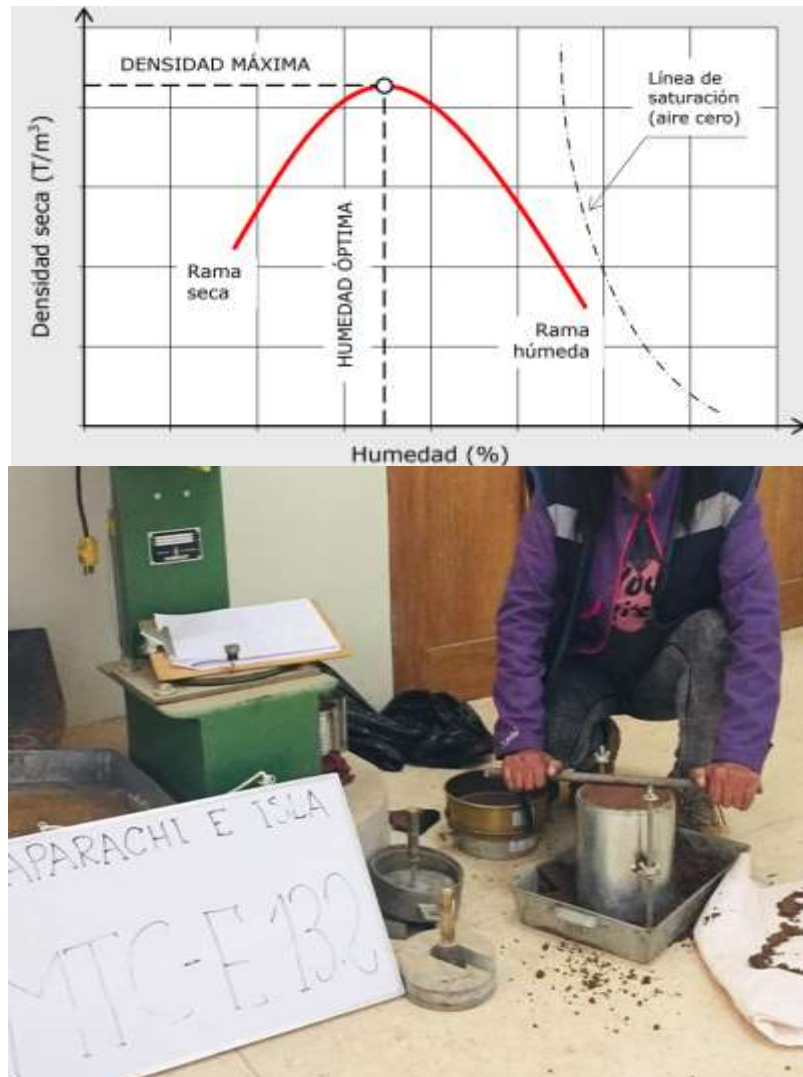 DENSIDAD MÁXIMA
Línea de
saturación
(aire cero)
Densidad seca (T/m³)
HUMEDAD ÓPTIMA
Rama
seca
Rama
húmeda
Humedad (%)
You
APARACHI E ISLA
MTC-E 132